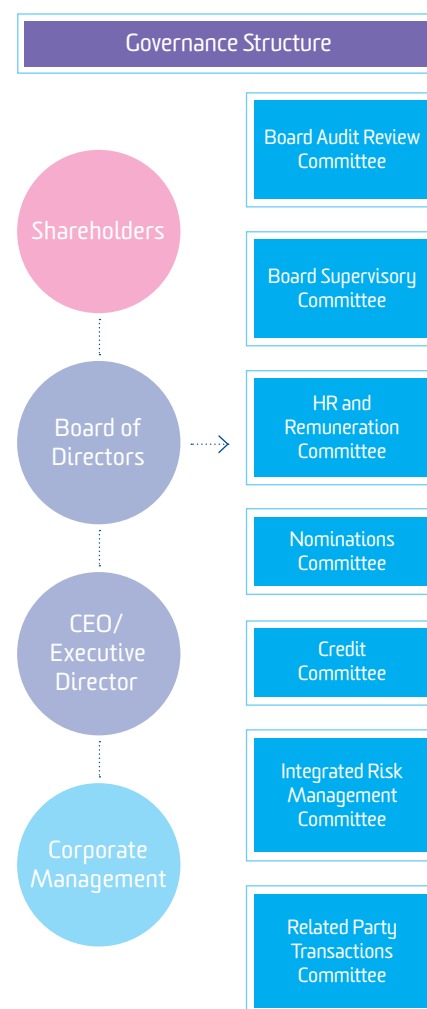 Governance Structure
Shareholders
Board of
Directors
CEO/
Executive
Director
Corporate
Management
Board Audit Review
Committee
Board Supervisory
Committee
HR and
Remuneration
Committee
Nominations
Committee
Credit
Committee
Integrated Risk
Management
Committee
Related Party
Transactions
Committee